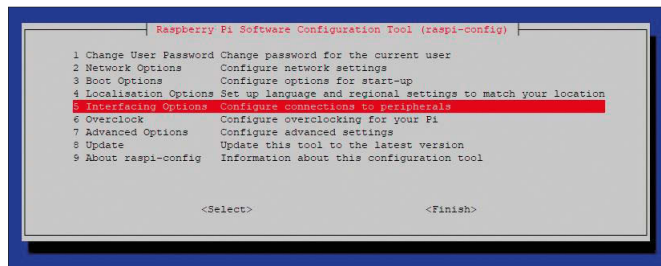 Raspberry Pi Software Configuration Tool (raspi-config)
1 Change User Password Change password for the current user
2 Network Options Configure network settings
3 Boot Options Configure options for start-up
4 Localisation Options Set up language and regional settings to match your location
5 Interfacing Options Configure connections to peripherals
6 Overclock Configure overclocking for your Pi
7 Advanced Options Configure advanced settings
8 Update Update this tool to the latest version
9 About raspi-config Information about this configuration tool
<Select> <Finish>